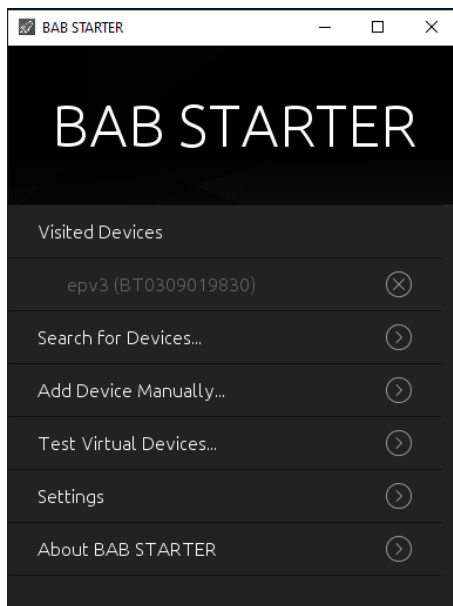 BAB STARTER
BAB STARTER
Visited Devices
epv3 (BT0309019830)
Search for Devices...
Add Device Manually...
Test Virtual Devices...
Settings
About BAB STARTER